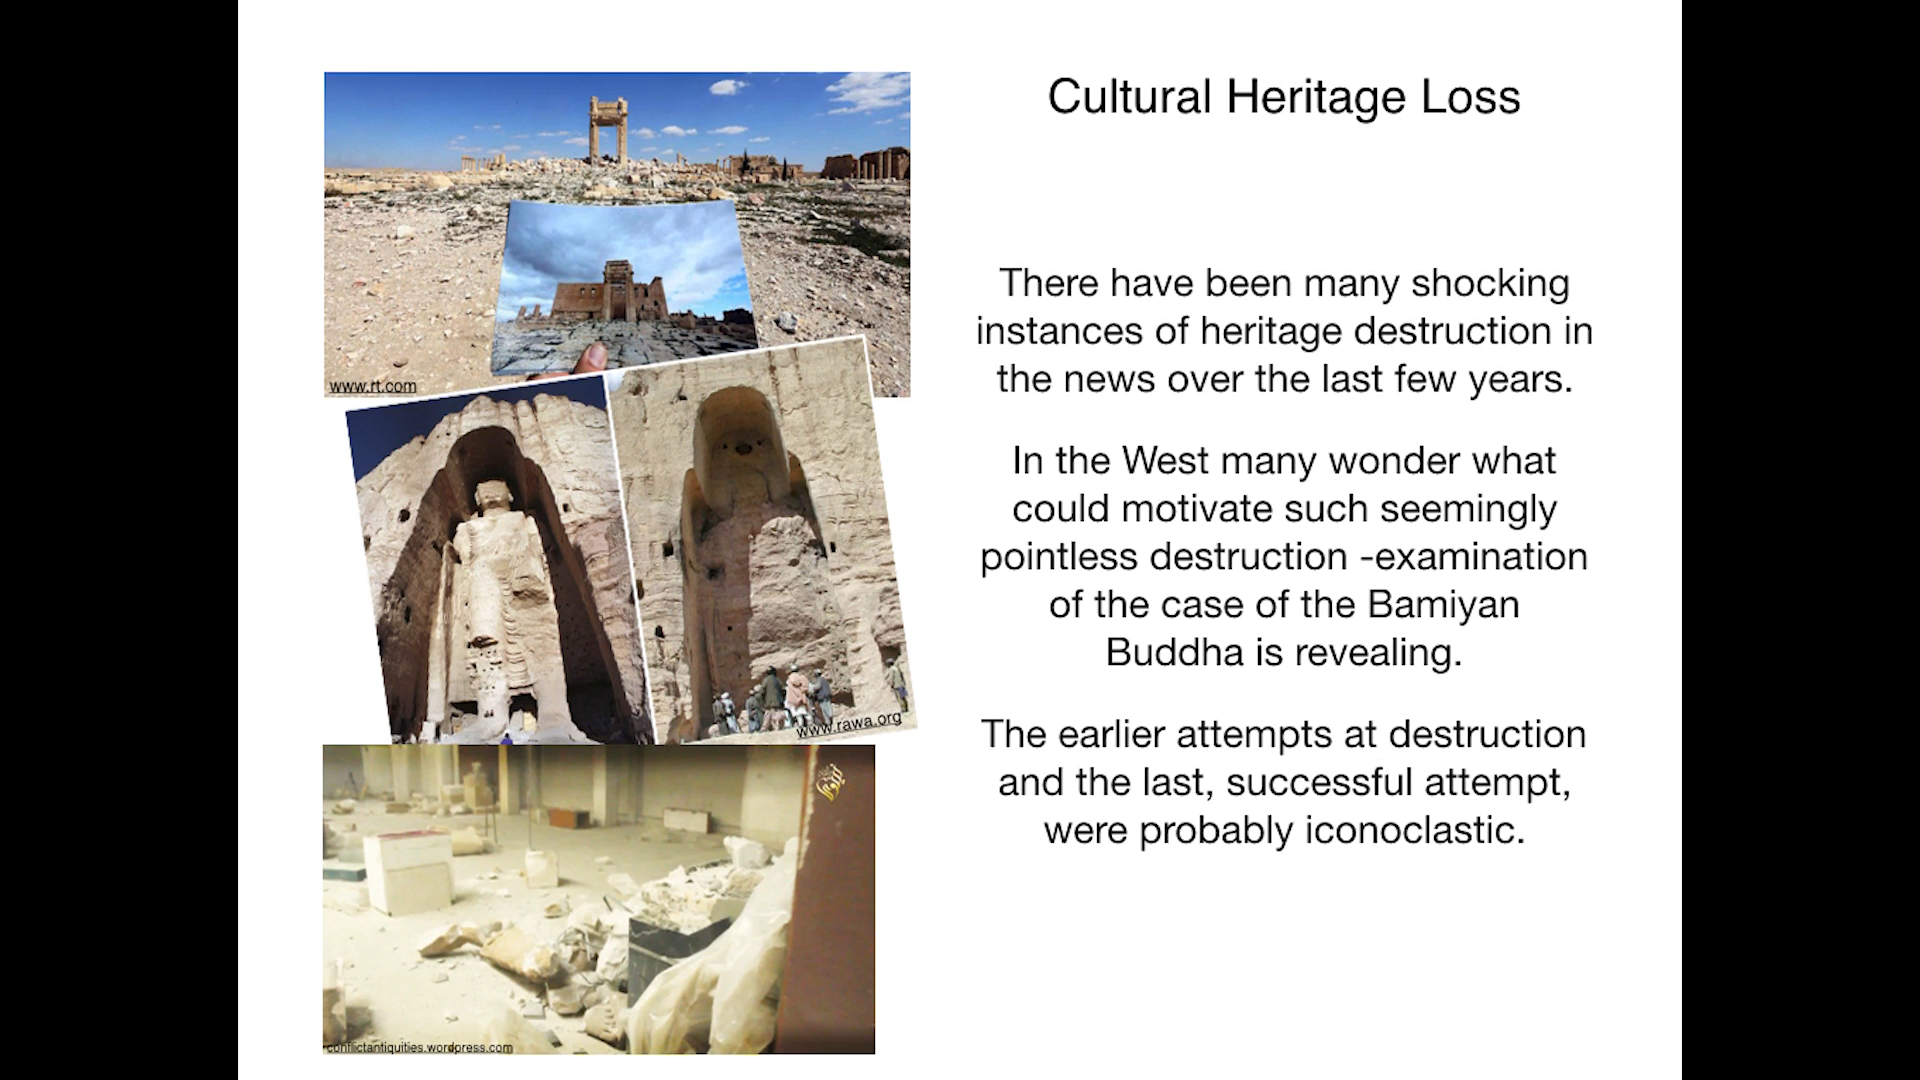 Cultural Heritage Loss
There have been many shocking
instances of heritage destruction in
the news over the last few years.
In the West many wonder what
could motivate such seemingly
pointless destruction -examination
of the case of the Bamiyan
Buddha is revealing.
The earlier attempts at destruction
and the last, successful attempt,
were probably iconoclastic.
www.rt.com
www.rawa.org
conflictantiquities.wordpress.com